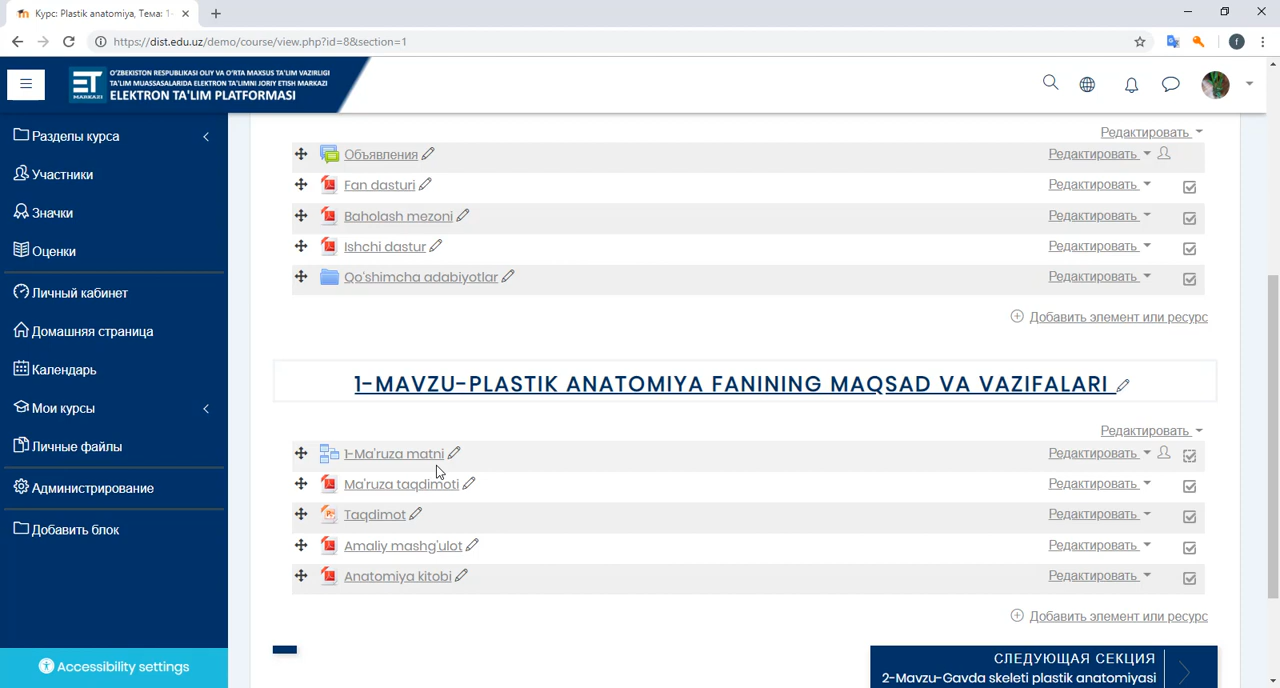 Курс: Plastik anatomiya, Тема: 1-
https://dist.edu.uz/demo/course/view.php?id=8&section=1
f
ET
MARKAZI
O'ZBEKISTON RESPUBLIKASI OLIY VA O'RTA MAXSUS TA'LIM VAZIRLIGI
TA'LIM MUASSASALARIDA ELEKTRON TA'LIMNI JORIY ETISH MARKAZI
ELEKTRON TA'LIM PLATFORMASI
Разделы курса
Участники
Значки
Оценки
Личный кабинет
Домашняя страница
Календарь
Мои курсы
Личные файлы
Администрирование
Добавить блок
Accessibility settings
Редактировать
Объявления Редактировать
Fan dasturi Редактировать
Baholash mezoni Редактировать
Ishchi dastur Редактировать
Qo'shimcha adabiyotlar Редактировать
Добавить элемент или ресурс
1-MAVZU-PLASTIK ANATOMIYA FANINING MAQSAD VA VAZIFALARI
Редактировать
1-Ma'ruza matni Редактировать
Ma'ruza taqdimoti Редактировать
Taqdimot Редактировать
Amaliy mashg'ulot Редактировать
Anatomiya kitobi Редактировать
Добавить элемент или ресурс
СЛЕДУЮЩАЯ СЕКЦИЯ
2-Mavzu-Gavda skeleti plastik anatomiyasi